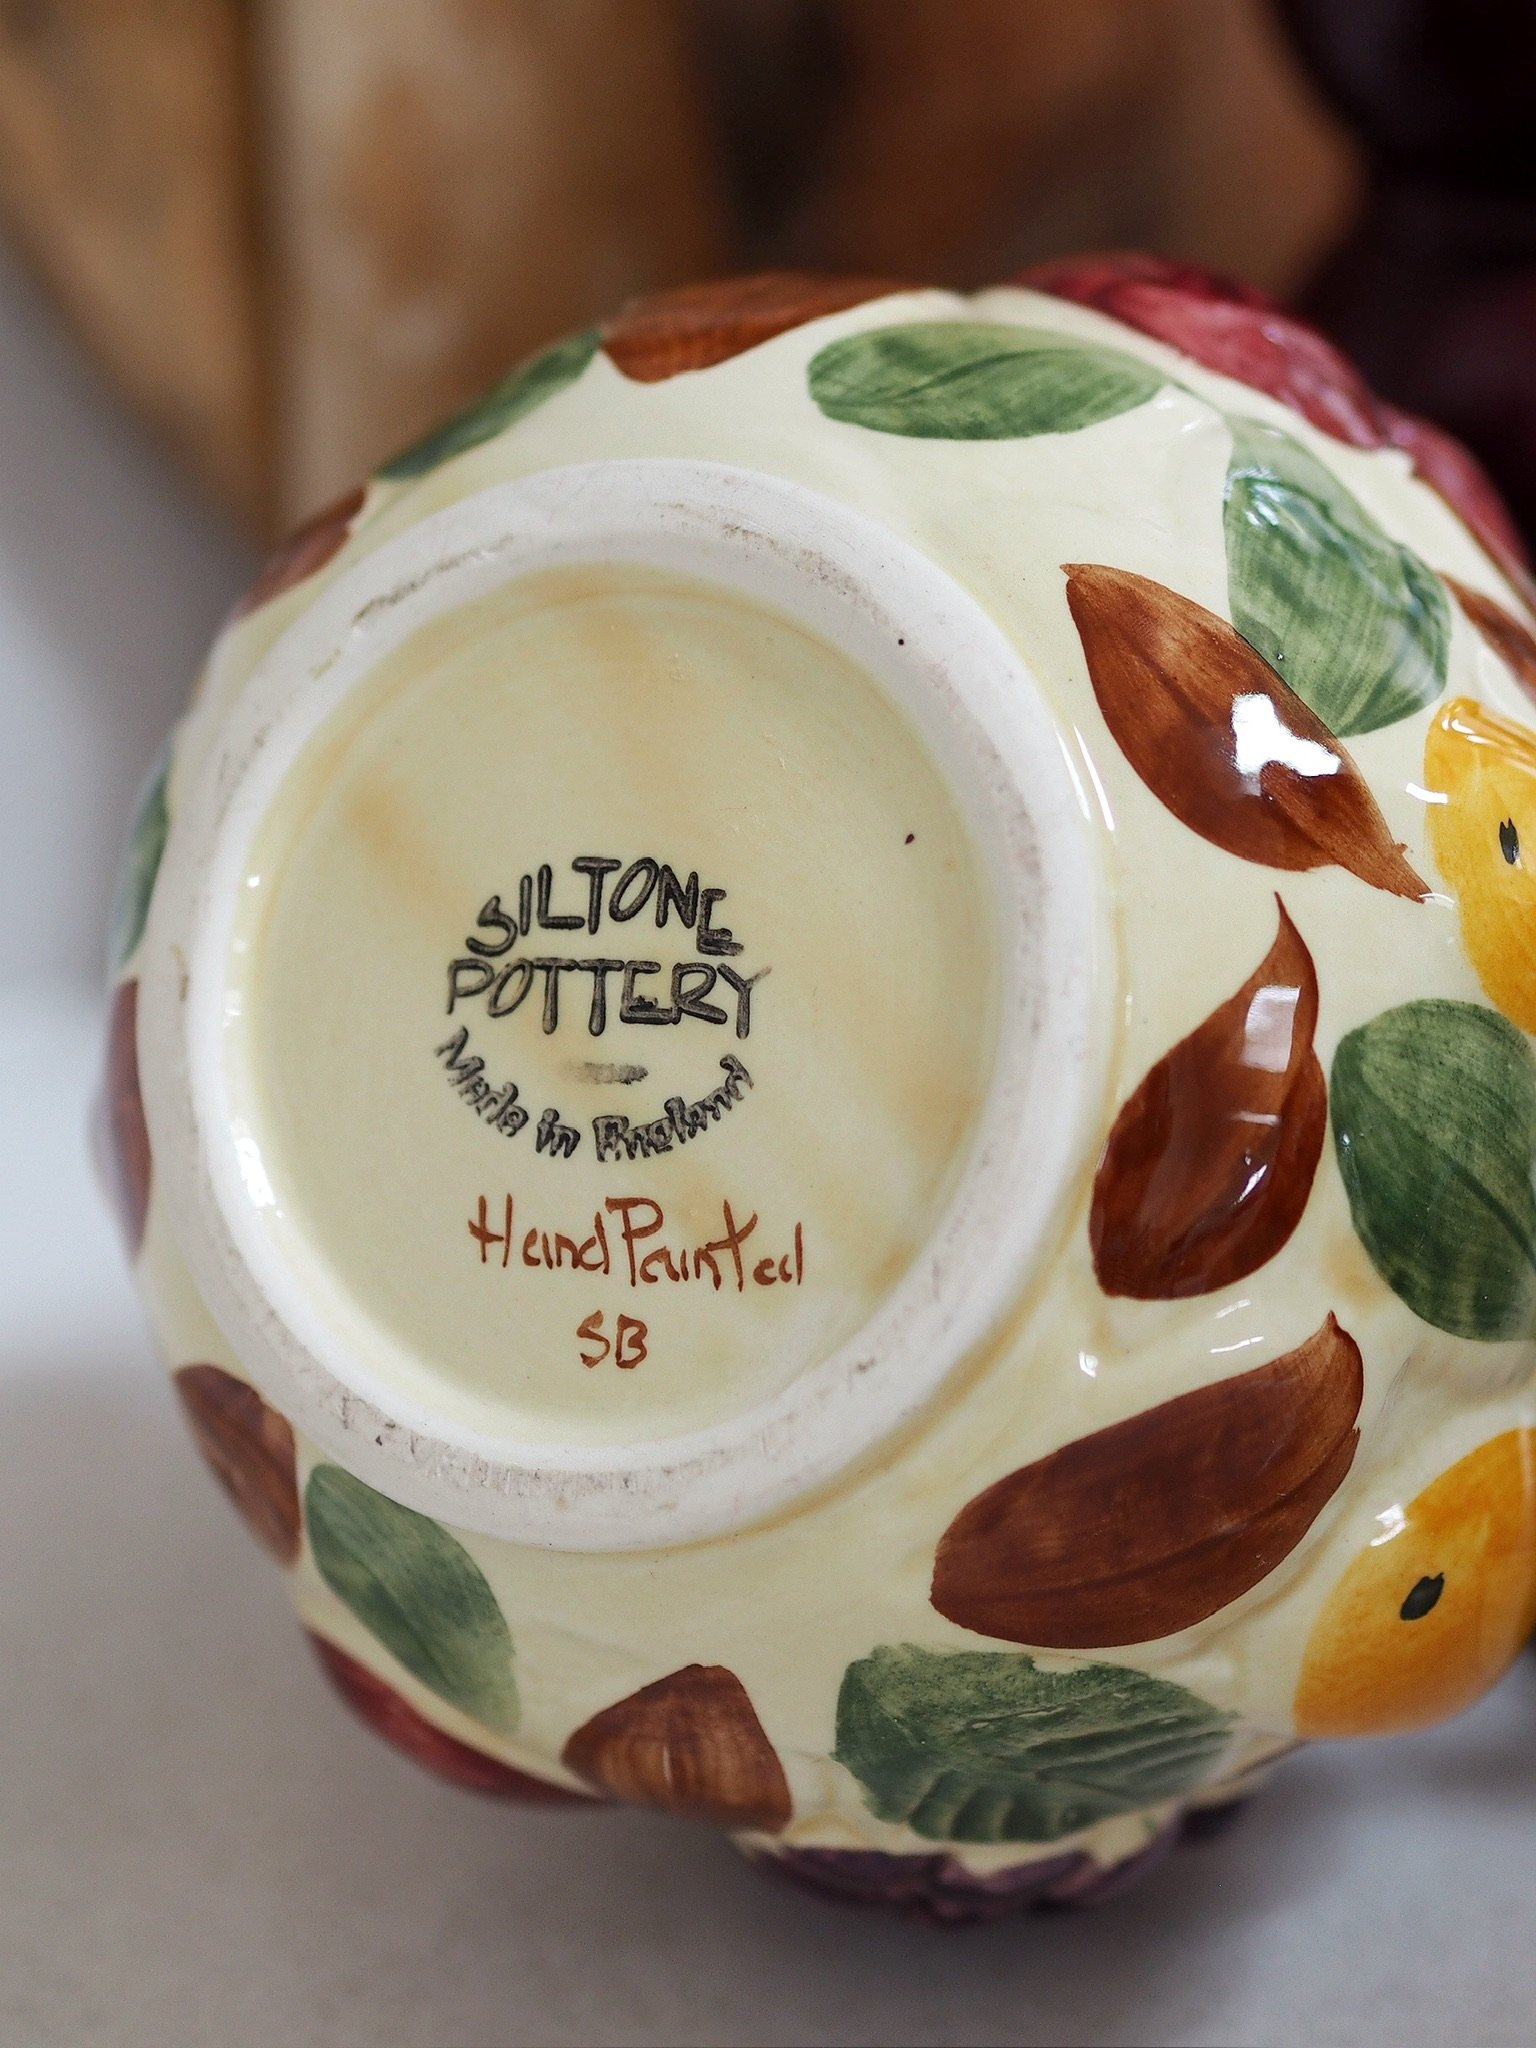 SILTONE
POTTERY
Made in England
Hand Painted
SB